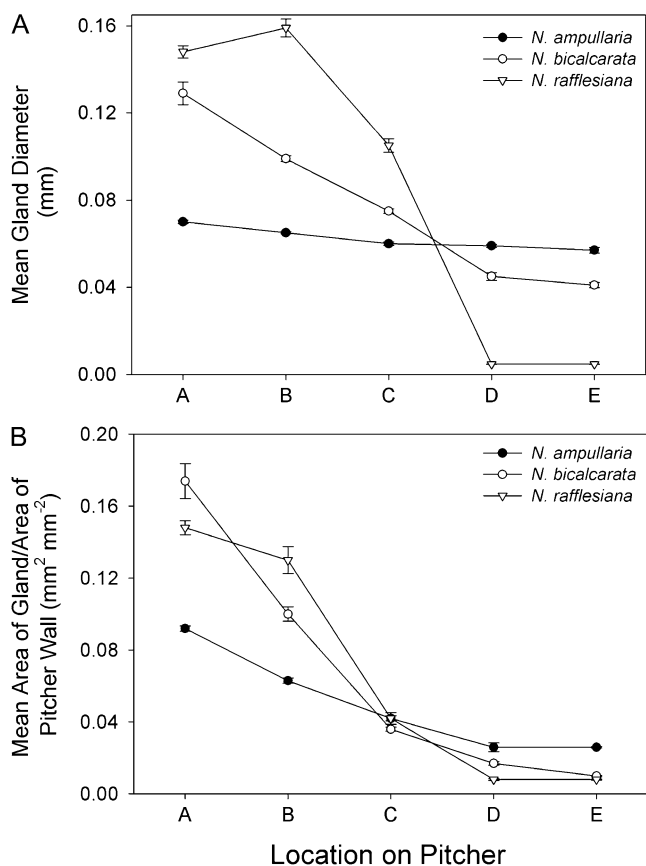 A
Mean Gland Diameter
(mm)
0.16
0.12
0.08
0.04
0.00
N. ampullaria
N. bicalcarata
N. rafflesiana
A B C D E
B
Mean Area of Gland/Area of
Pitcher Wall (mm² mm⁻²)
0.20
0.16
0.12
0.08
0.04
0.00
N. ampullaria
N. bicalcarata
N. rafflesiana
A B C D E
Location on Pitcher